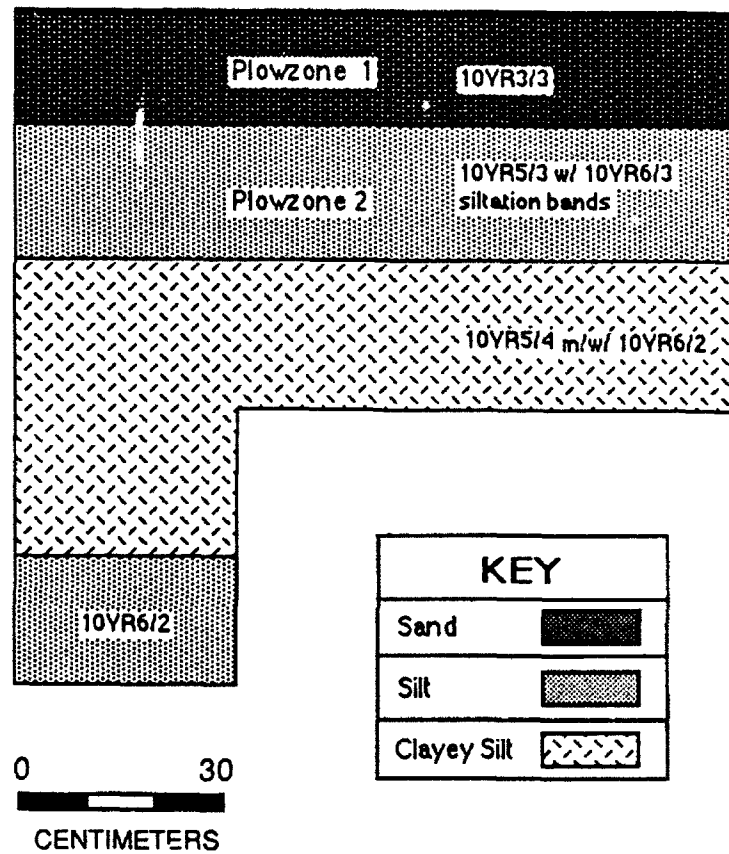 Plowzone 1 10YR3/3
Plowzone 2 10YR5/3 w/ 10YR6/3
siltation bands
10YR5/4 m/w/ 10YR6/2
10YR6/2
KEY
Sand
Silt
Clayey Silt
0 30
CENTIMETERS